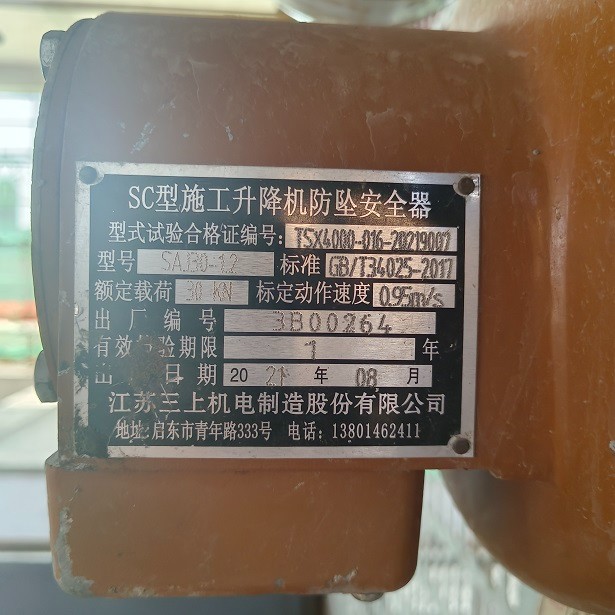 SC型施工升降机防坠安全器
型式试验合格证编号: TSX4000-016-20219007
型号 SAJ30-1.2 标准 GB/T34025-2017
额定载荷 30 KN 标定动作速度 0.95m/s
出厂编号 3B00264
有效 验期限 1 年
出 日期 2021 年 08 月
江苏三上机电制造股份有限公司
地址: 启东市青年路333号 电话: 13801462411